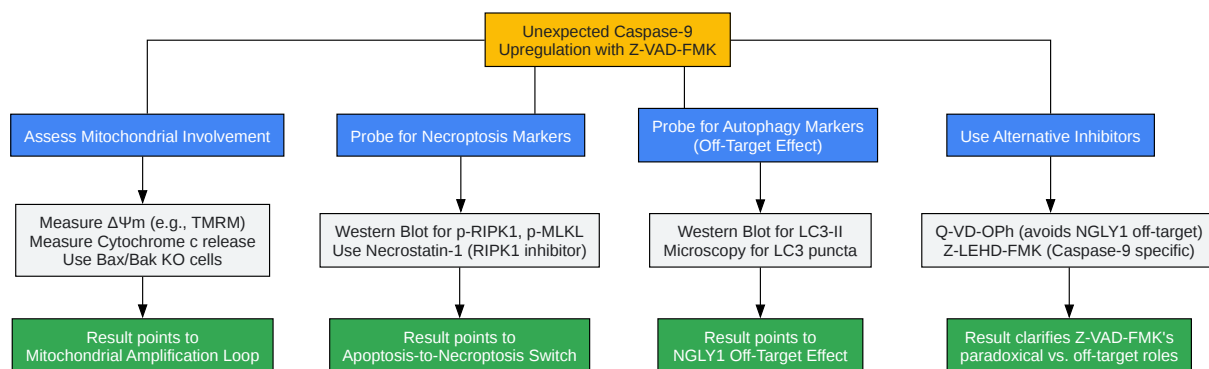 Unexpected Caspase-9
Upregulation with Z-VAD-FMK
Assess Mitochondrial Involvement
Probe for Necroptosis Markers
Probe for Autophagy Markers
(Off-Target Effect)
Use Alternative Inhibitors
Measure ΔΨm (e.g., TMRM)
Measure Cytochrome c release
Use Bax/Bak KO cells
Western Blot for p-RIPK1, p-MLKL
Use Necrostatin-1 (RIPK1 inhibitor)
Western Blot for LC3-II
Microscopy for LC3 puncta
Q-VD-OPh (avoids NGLY1 off-target)
Z-LEHD-FMK (Caspase-9 specific)
Result points to
Mitochondrial Amplification Loop
Result points to
Apoptosis-to-Necroptosis Switch
Result points to
NGLY1 Off-Target Effect
Result clarifies Z-VAD-FMK's
paradoxical vs. off-target roles